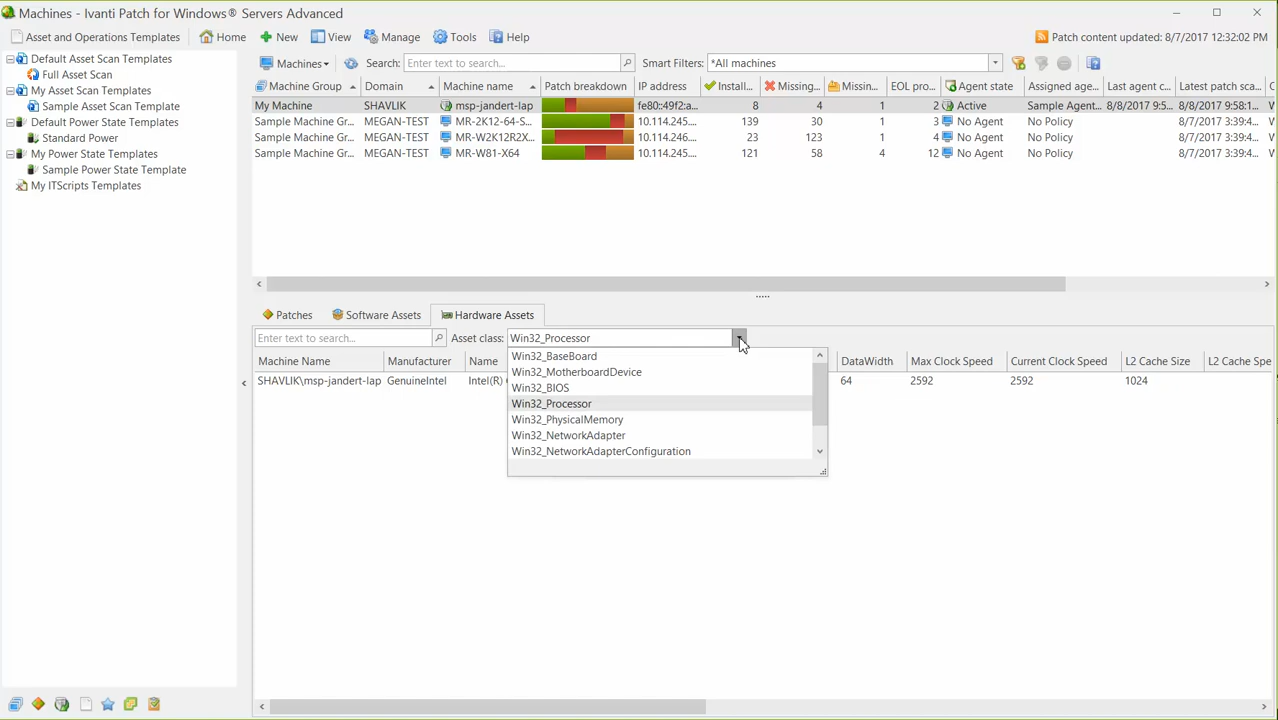 Machines - Ivanti Patch for Windows® Servers Advanced
Asset and Operations Templates Home New View Manage Tools Help Patch content updated: 8/7/2017 12:32:02 PM
Default Asset Scan Templates
Full Asset Scan
My Asset Scan Templates
Sample Asset Scan Template
Default Power State Templates
Standard Power
My Power State Templates
Sample Power State Template
My ITScripts Templates
Machines Search: Enter text to search... Smart Filters: *All machines
Machine Group Domain Machine name Patch breakdown IP address Install... Missing... Missin... EOL pro... Agent state Assigned age... Last agent c... Latest patch sca... C
My Machine SHAVLIK msp-jandert-lap fe80:49f2:a... 8 4 1 2 Active Sample Agent... 8/8/2017 9:5... 8/8/2017 9:58:1...
Sample Machine Gr... MEGAN-TEST MR-2K12-64-S... 10.114.245.... 139 30 1 3 No Agent No Policy 8/7/2017 3:39:4... V
Sample Machine Gr... MEGAN-TEST MR-W2K12R2X... 10.114.246.... 23 123 1 4 No Agent No Policy 8/7/2017 3:39:4... V
Sample Machine Gr... MEGAN-TEST MR-W81-X64 10.114.245.... 121 58 4 12 No Agent No Policy 8/7/2017 3:39:4... V
Patches Software Assets Hardware Assets
Enter text to search... Asset class: Win32_Processor
Machine Name Manufacturer Name DataWidth Max Clock Speed Current Clock Speed L2 Cache Size L2 Cache Spe
SHAVLIK\msp-jandert-lap GenuineIntel Intel(R) 64 2592 2592 1024
Win32_BaseBoard
Win32_MotherboardDevice
Win32_BIOS
Win32_Processor
Win32_PhysicalMemory
Win32_NetworkAdapter
Win32_NetworkAdapterConfiguration